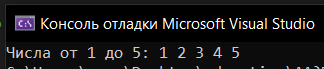 Консоль отладки Microsoft Visual Studio
Числа от 1 до 5: 1 2 3 4 5